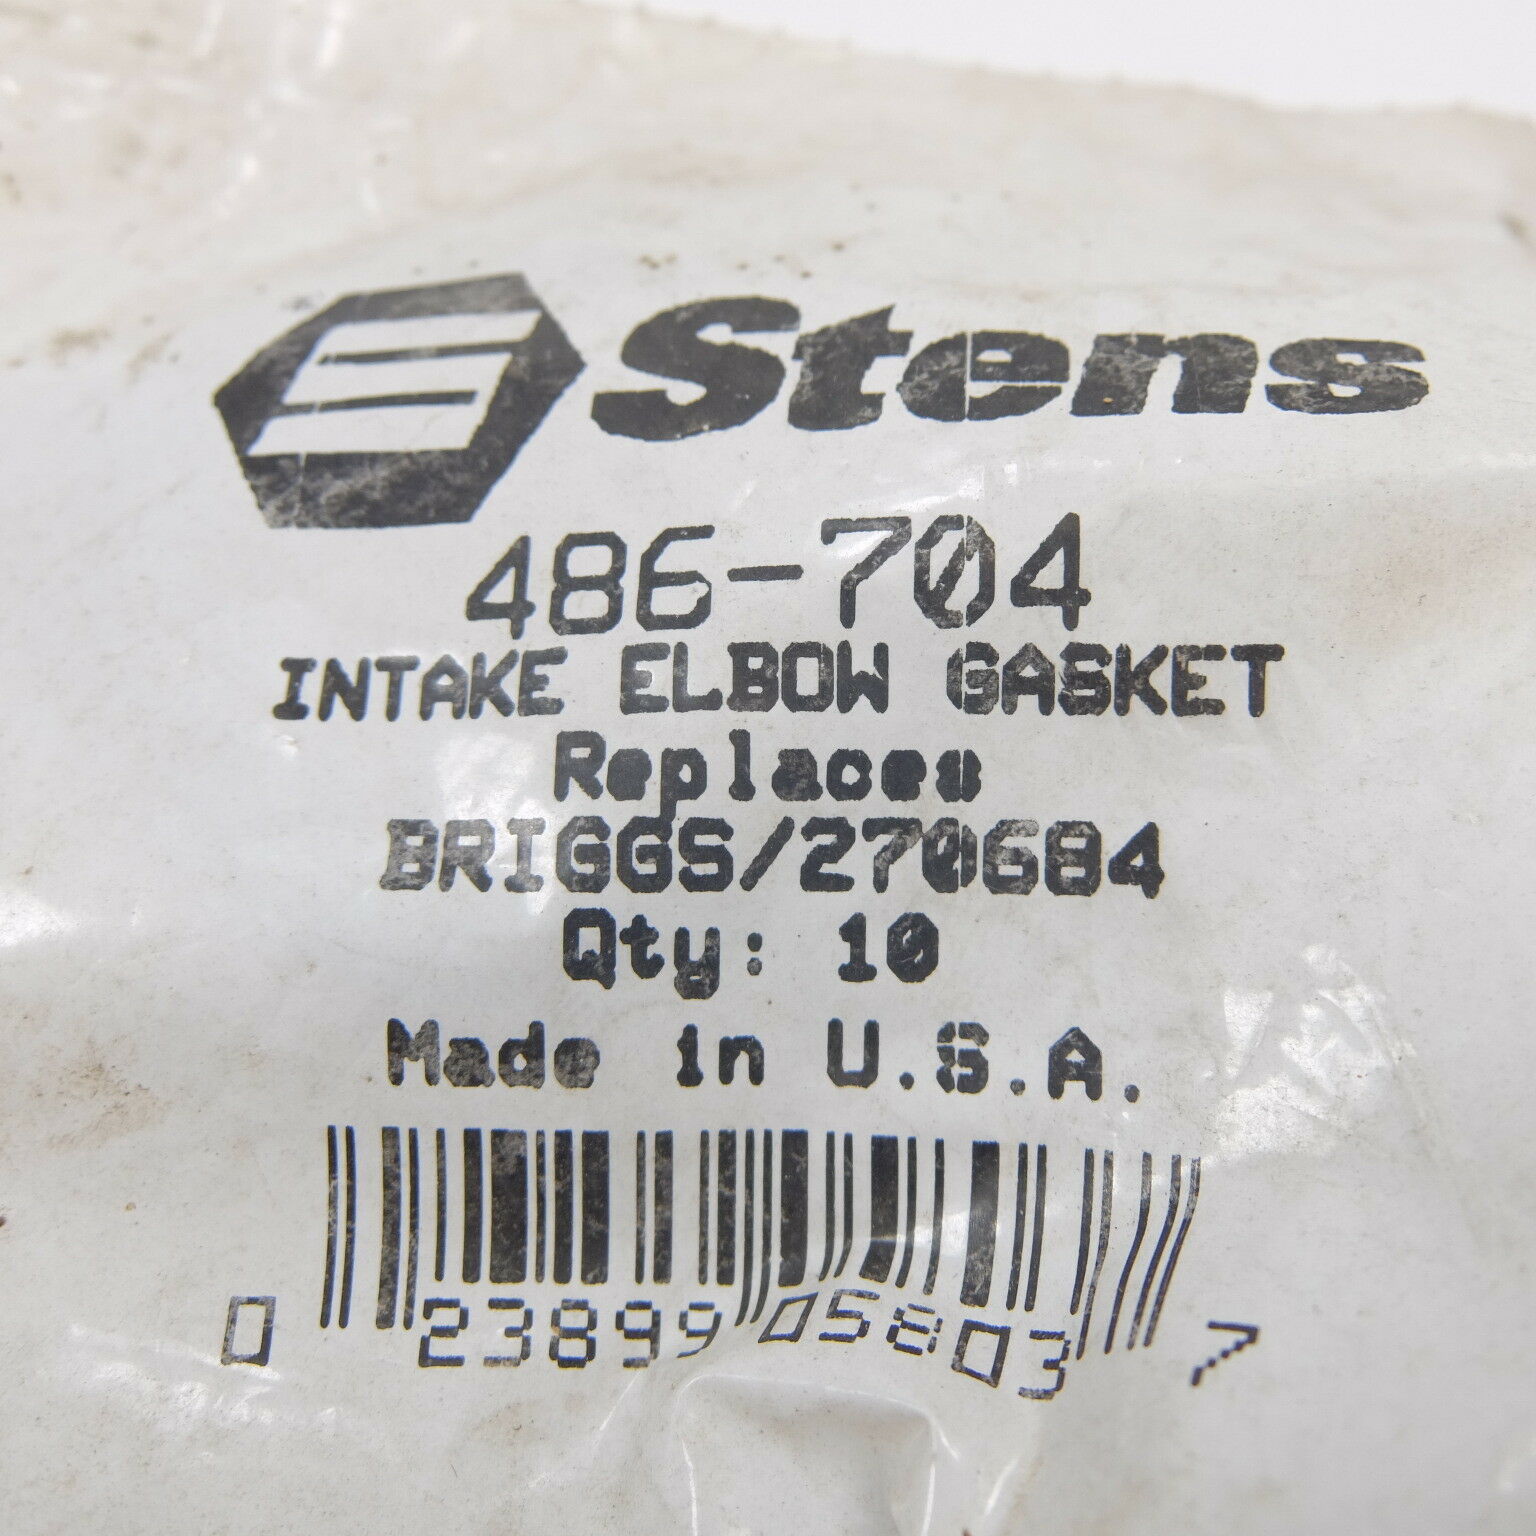 Stens
486-704
INTAKE ELBOW GASKET
Replaces
BRIGGS/270684
Qty: 10
Made in U.S.A.
0 23899 05803 7